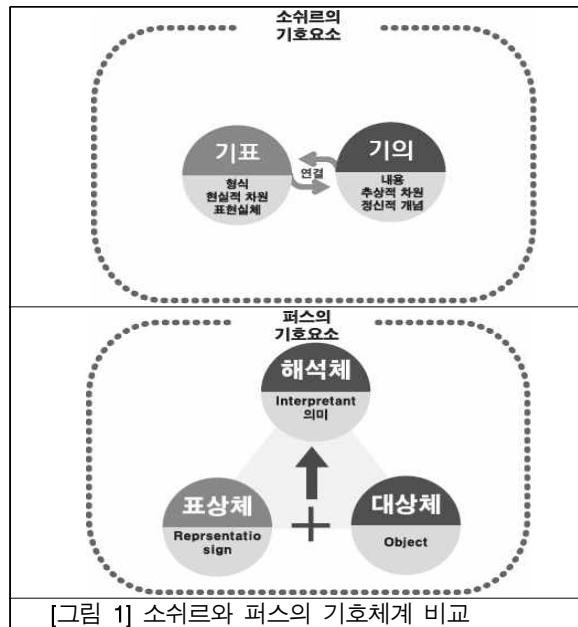 소쉬르의
기호요소
기표
형식
현실적 차원
표현실체
연결
기의
내용
추상적 차원
정신적 개념
퍼스의
기호요소
해석체
Interpretant
의미
표상체
Reprsentatio
sign
대상체
Object
[그림 1] 소쉬르와 퍼스의 기호체계 비교